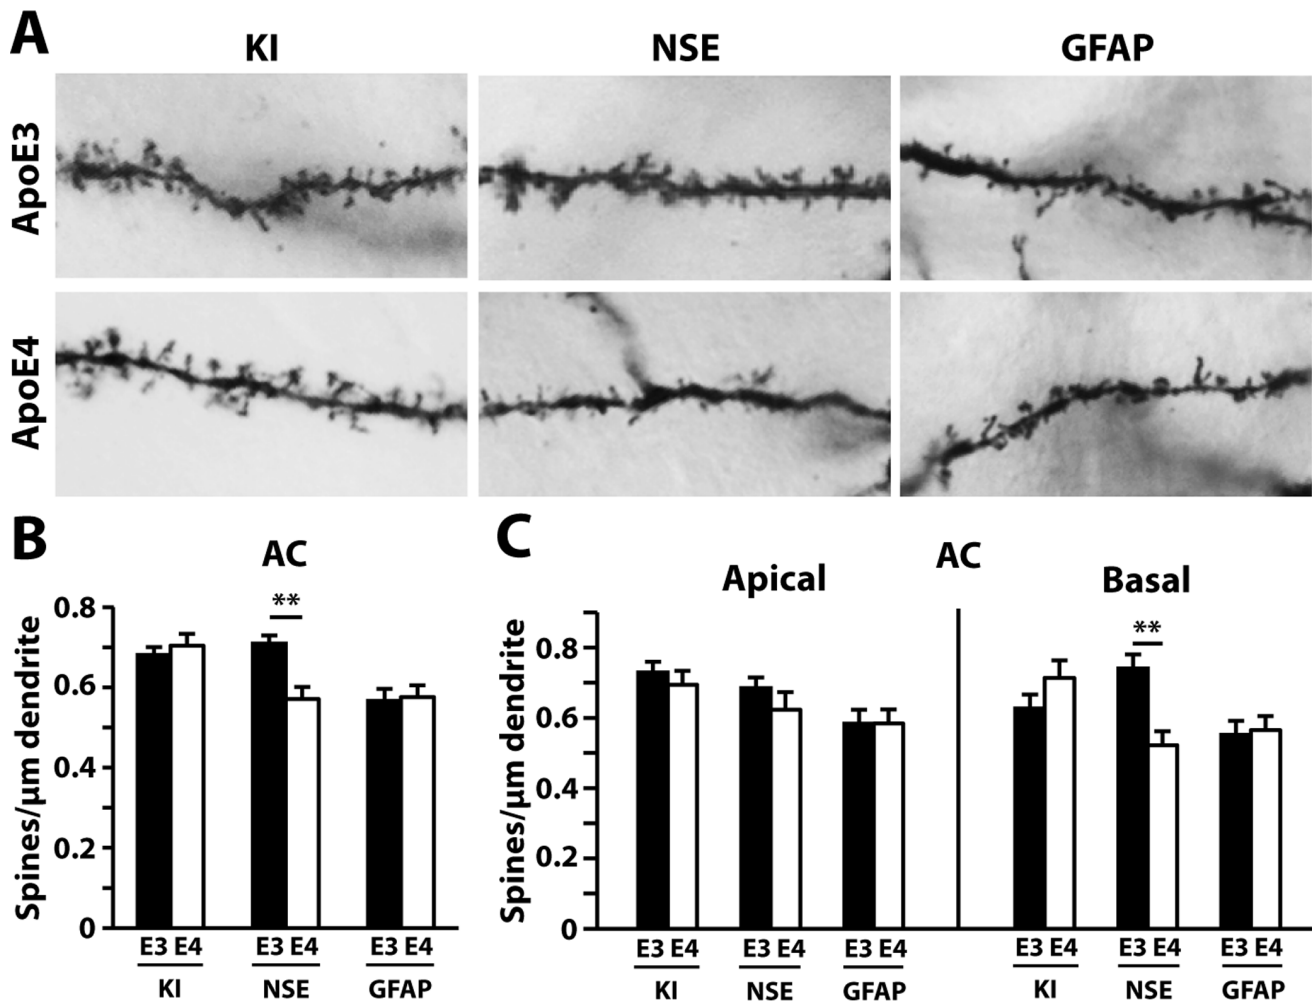 A
KI NSE GFAP
ApoE3
ApoE4
B
AC
**
Spines/μm dendrite
0.8
0.6
0.4
0.2
0
E3 E4 E3 E4 E3 E4
KI NSE GFAP
C
AC
Apical Basal
**
Spines/μm dendrite
0.8
0.6
0.4
0.2
0
E3 E4 E3 E4 E3 E4 E3 E4 E3 E4 E3 E4
KI NSE GFAP KI NSE GFAP